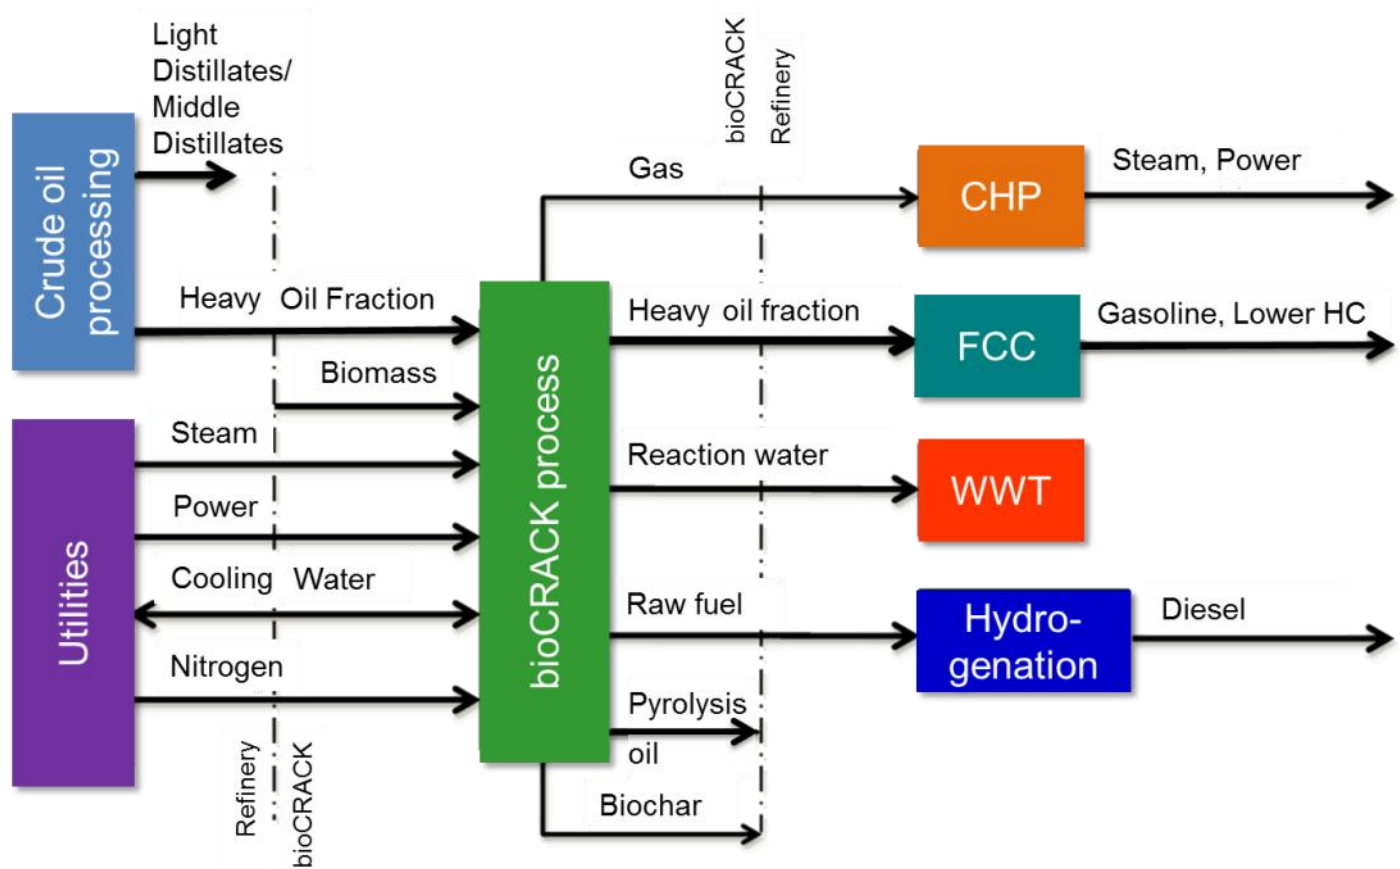 Light
Distillates/
Middle
Distillates
Crude oil
processing
Heavy Oil Fraction
Biomass
Utilities
Steam
Power
Cooling Water
Nitrogen
Refinery
bioCRACK
bioCRACK process
bioCRACK
Refinery
Gas
CHP
Steam, Power
Heavy oil fraction
FCC
Gasoline, Lower HC
Reaction water
WWT
Raw fuel
Hydro-
genation
Diesel
Pyrolysis
oil
Biochar